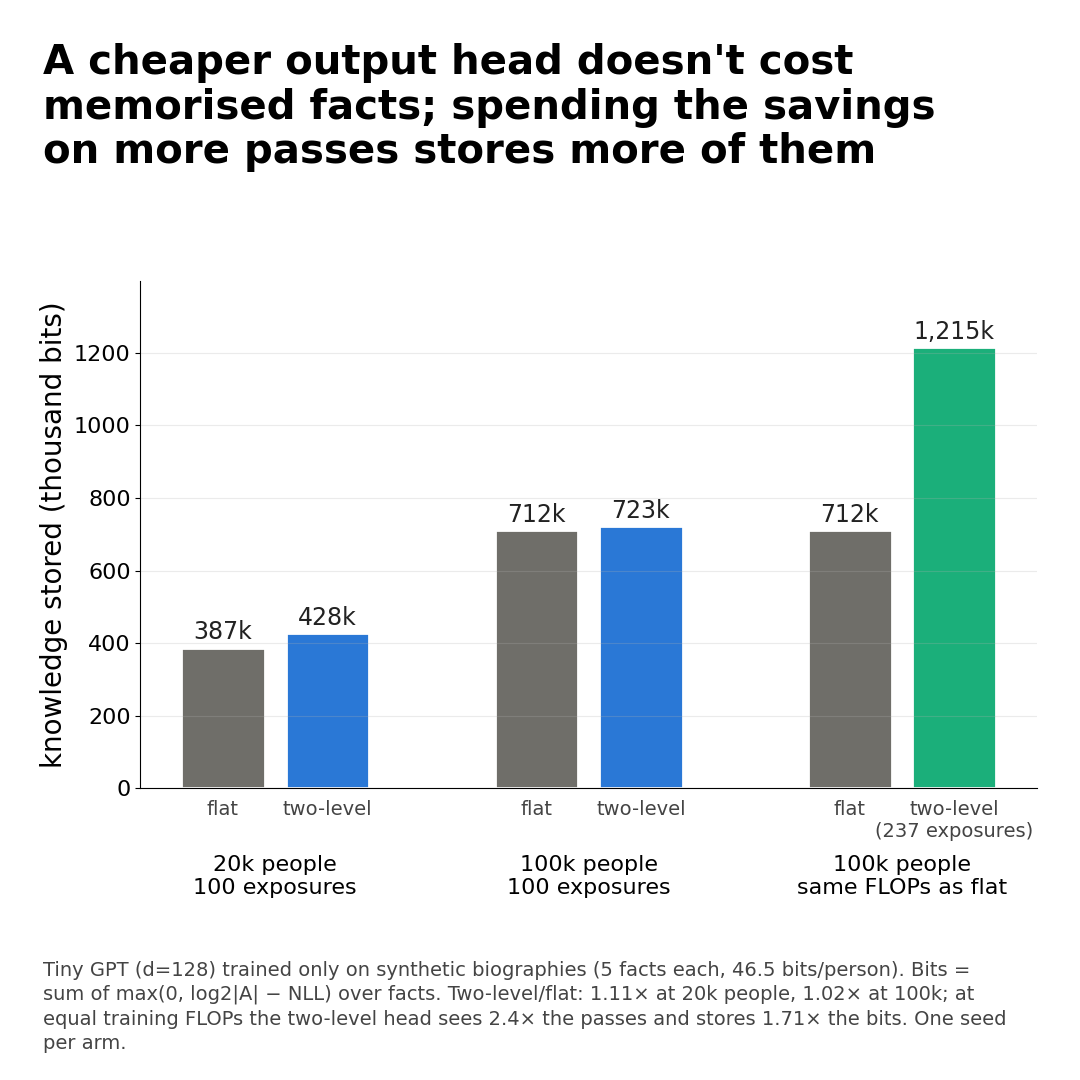 A cheaper output head doesn't cost
memorised facts; spending the savings
on more passes stores more of them
knowledge stored (thousand bits)
1200
1000
800
600
400
200
0
387k
428k
712k
723k
712k
1,215k
flat
two-level
flat
two-level
flat
two-level
(237 exposures)
20k people
100 exposures
100k people
100 exposures
100k people
same FLOPs as flat
Tiny GPT (d=128) trained only on synthetic biographies (5 facts each, 46.5 bits/person). Bits =
sum of max(0, log2|A| − NLL) over facts. Two-level/flat: 1.11× at 20k people, 1.02× at 100k; at
equal training FLOPs the two-level head sees 2.4× the passes and stores 1.71× the bits. One seed
per arm.